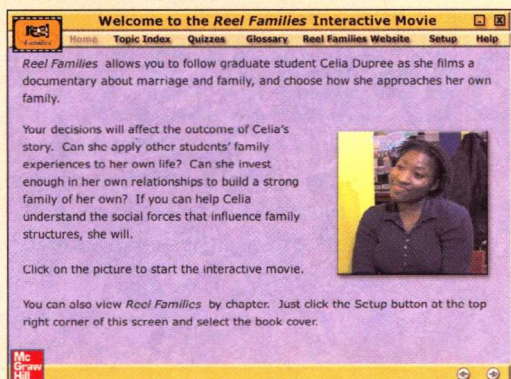 Welcome to the Reel Families Interactive Movie
reel
Families
Home Topic Index Quizzes Glossary Reel Families Website Setup Help
Reel Families allows you to follow graduate student Celia Dupree as she films a
documentary about marriage and family, and choose how she approaches her own
family.
Your decisions will affect the outcome of Celia's
story. Can she apply other students' family
experiences to her own life? Can she invest
enough in her own relationships to build a strong
family of her own? If you can help Celia
understand the social forces that influence family
structures, she will.
Click on the picture to start the interactive movie.
You can also view Reel Families by chapter. Just click the Setup button at the top
right corner of this screen and select the book cover.
Mc
Graw
Hill